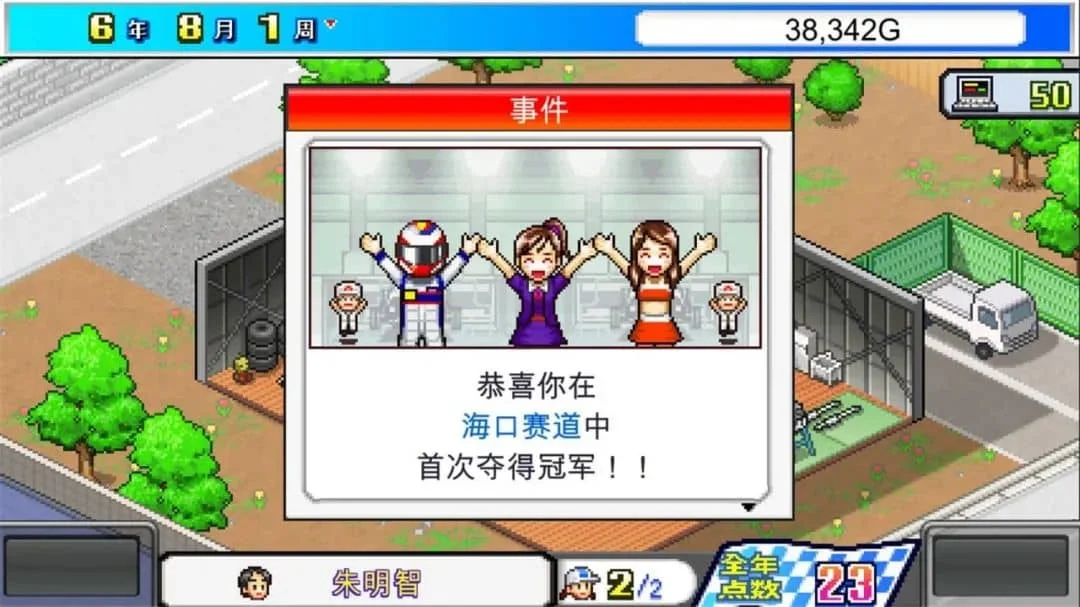 6年 8月 1周
38,342G
50
事件
恭喜你在
海口赛道中
首次夺得冠军！！
朱明智
2/2
全年
点数
23